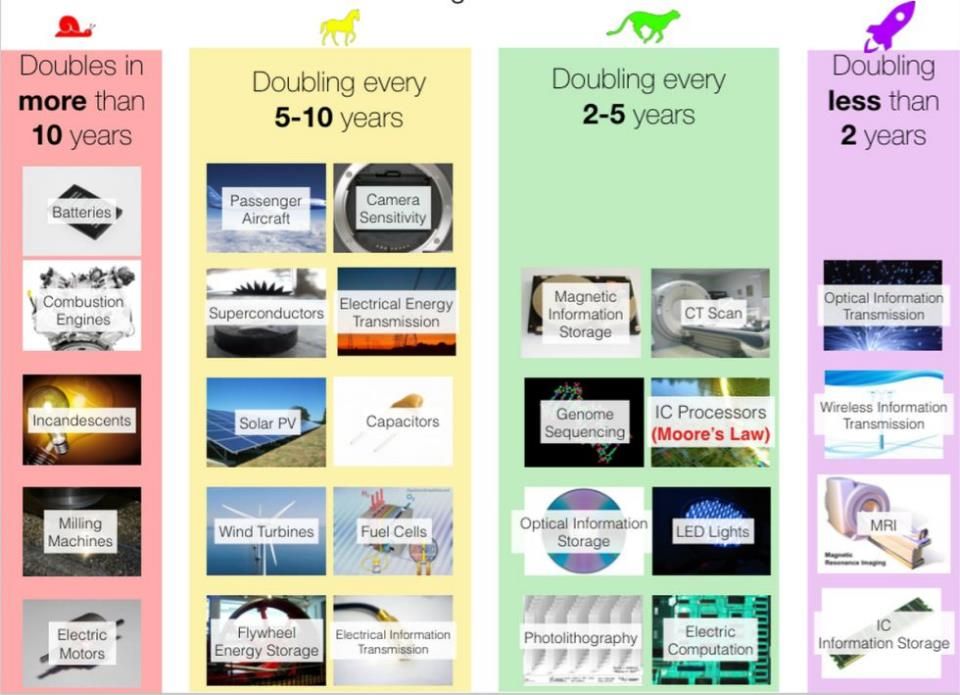 Doubles in
more than
10 years
Batteries
Combustion
Engines
Incandescents
Milling
Machines
Electric
Motors
Doubling every
5-10 years
Passenger
Aircraft
Camera
Sensitivity
Superconductors
Electrical Energy
Transmission
Solar PV
Capacitors
Wind Turbines
Fuel Cells
Flywheel
Energy Storage
Electrical Information
Transmission
Doubling every
2-5 years
Magnetic
Information
Storage
CT Scan
Genome
Sequencing
IC Processors
(Moore's Law)
Optical Information
Storage
LED Lights
Photolithography
Electric
Computation
Doubling
less than
2 years
Optical Information
Transmission
Wireless Information
Transmission
MRI
Magnetic
Resonance Imaging
IC
Information Storage